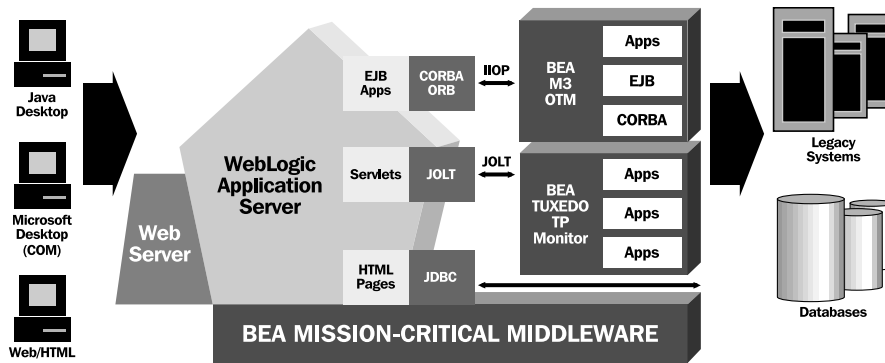 Java
Desktop
Microsoft
Desktop
(COM)
Web/HTML
Web
Server
WebLogic
Application
Server
EJB
Apps
CORBA
ORB
Servlets
JOLT
HTML
Pages
JDBC
IIOP
JOLT
BEA
M3
OTM
Apps
EJB
CORBA
BEA
TUXEDO
TP
Monitor
Apps
Apps
Apps
Legacy
Systems
Databases
BEA MISSION-CRITICAL MIDDLEWARE